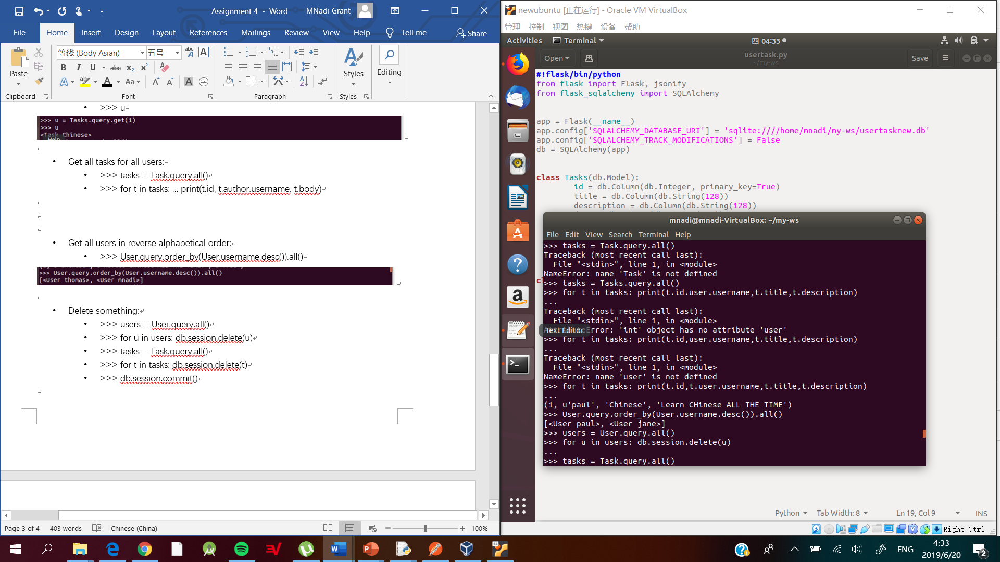 Assignment 4 - Word
MNadi Grant
File Home Insert Design Layout References Mailings Review View Help Tell me Share
Paste
等线 (Body Asian) 五号
Styles
Editing
Clipboard Font Paragraph Styles
• >>> u
>>> u = Tasks.query.get(1)
>>> u
<Task Chinese>
• Get all tasks for all users:
• >>> tasks = Task.query.all()
• >>> for t in tasks: ... print(t.id, t.author.username, t.body)
• Get all users in reverse alphabetical order:
• >>> User.query.order_by(User.username.desc()).all()
>>> User.query.order_by(User.username.desc()).all()
[<User thomas>, <User mnadi>]
• Delete something:
• >>> users = User.query.all()
• >>> for u in users: db.session.delete(u)
• >>> tasks = Task.query.all()
• >>> for t in tasks: db.session.delete(t)
• >>> db.session.commit()
Page 3 of 4 403 words Chinese (China) 100%
newubuntu [正在运行] - Oracle VM VirtualBox
管理 控制 视图 热键 设备 帮助
Activities Terminal 四 04:33
Open usertask.py Save
~/my-ws
#!flask/bin/python
from flask import Flask, jsonify
from flask_sqlalchemy import SQLAlchemy
app = Flask(__name__)
app.config['SQLALCHEMY_DATABASE_URI'] = 'sqlite:////home/mnadi/my-ws/usertasknew.db'
app.config['SQLALCHEMY_TRACK_MODIFICATIONS'] = False
db = SQLAlchemy(app)
class Tasks(db.Model):
id = db.Column(db.Integer, primary_key=True)
title = db.Column(db.String(128))
description = db.Column(db.String(128))
mnadi@mnadi-VirtualBox: ~/my-ws
File Edit View Search Terminal Help
>>> tasks = Task.query.all()
Traceback (most recent call last):
File "<stdin>", line 1, in <module>
NameError: name 'Task' is not defined
>>> tasks = Tasks.query.all()
>>> for t in tasks: print(t.id.user.username,t.title,t.description)
...
Traceback (most recent call last):
File "<stdin>", line 1, in <module>
Text Editor
Error: 'int' object has no attribute 'user'
>>> for t in tasks: print(t.id,user.username,t.title,t.description)
...
Traceback (most recent call last):
File "<stdin>", line 1, in <module>
NameError: name 'user' is not defined
>>> for t in tasks: print(t.id,t.user.username,t.title,t.description)
...
(1, u'paul', 'Chinese', 'Learn CHinese ALL THE TIME')
>>> User.query.order_by(User.username.desc()).all()
[<User paul>, <User jane>]
>>> users = User.query.all()
>>> for u in users: db.session.delete(u)
...
>>> tasks = Task.query.all()
Python Tab Width: 8 Ln 19, Col 9 INS
Right Ctrl
ENG
4:33
2019/6/20
2